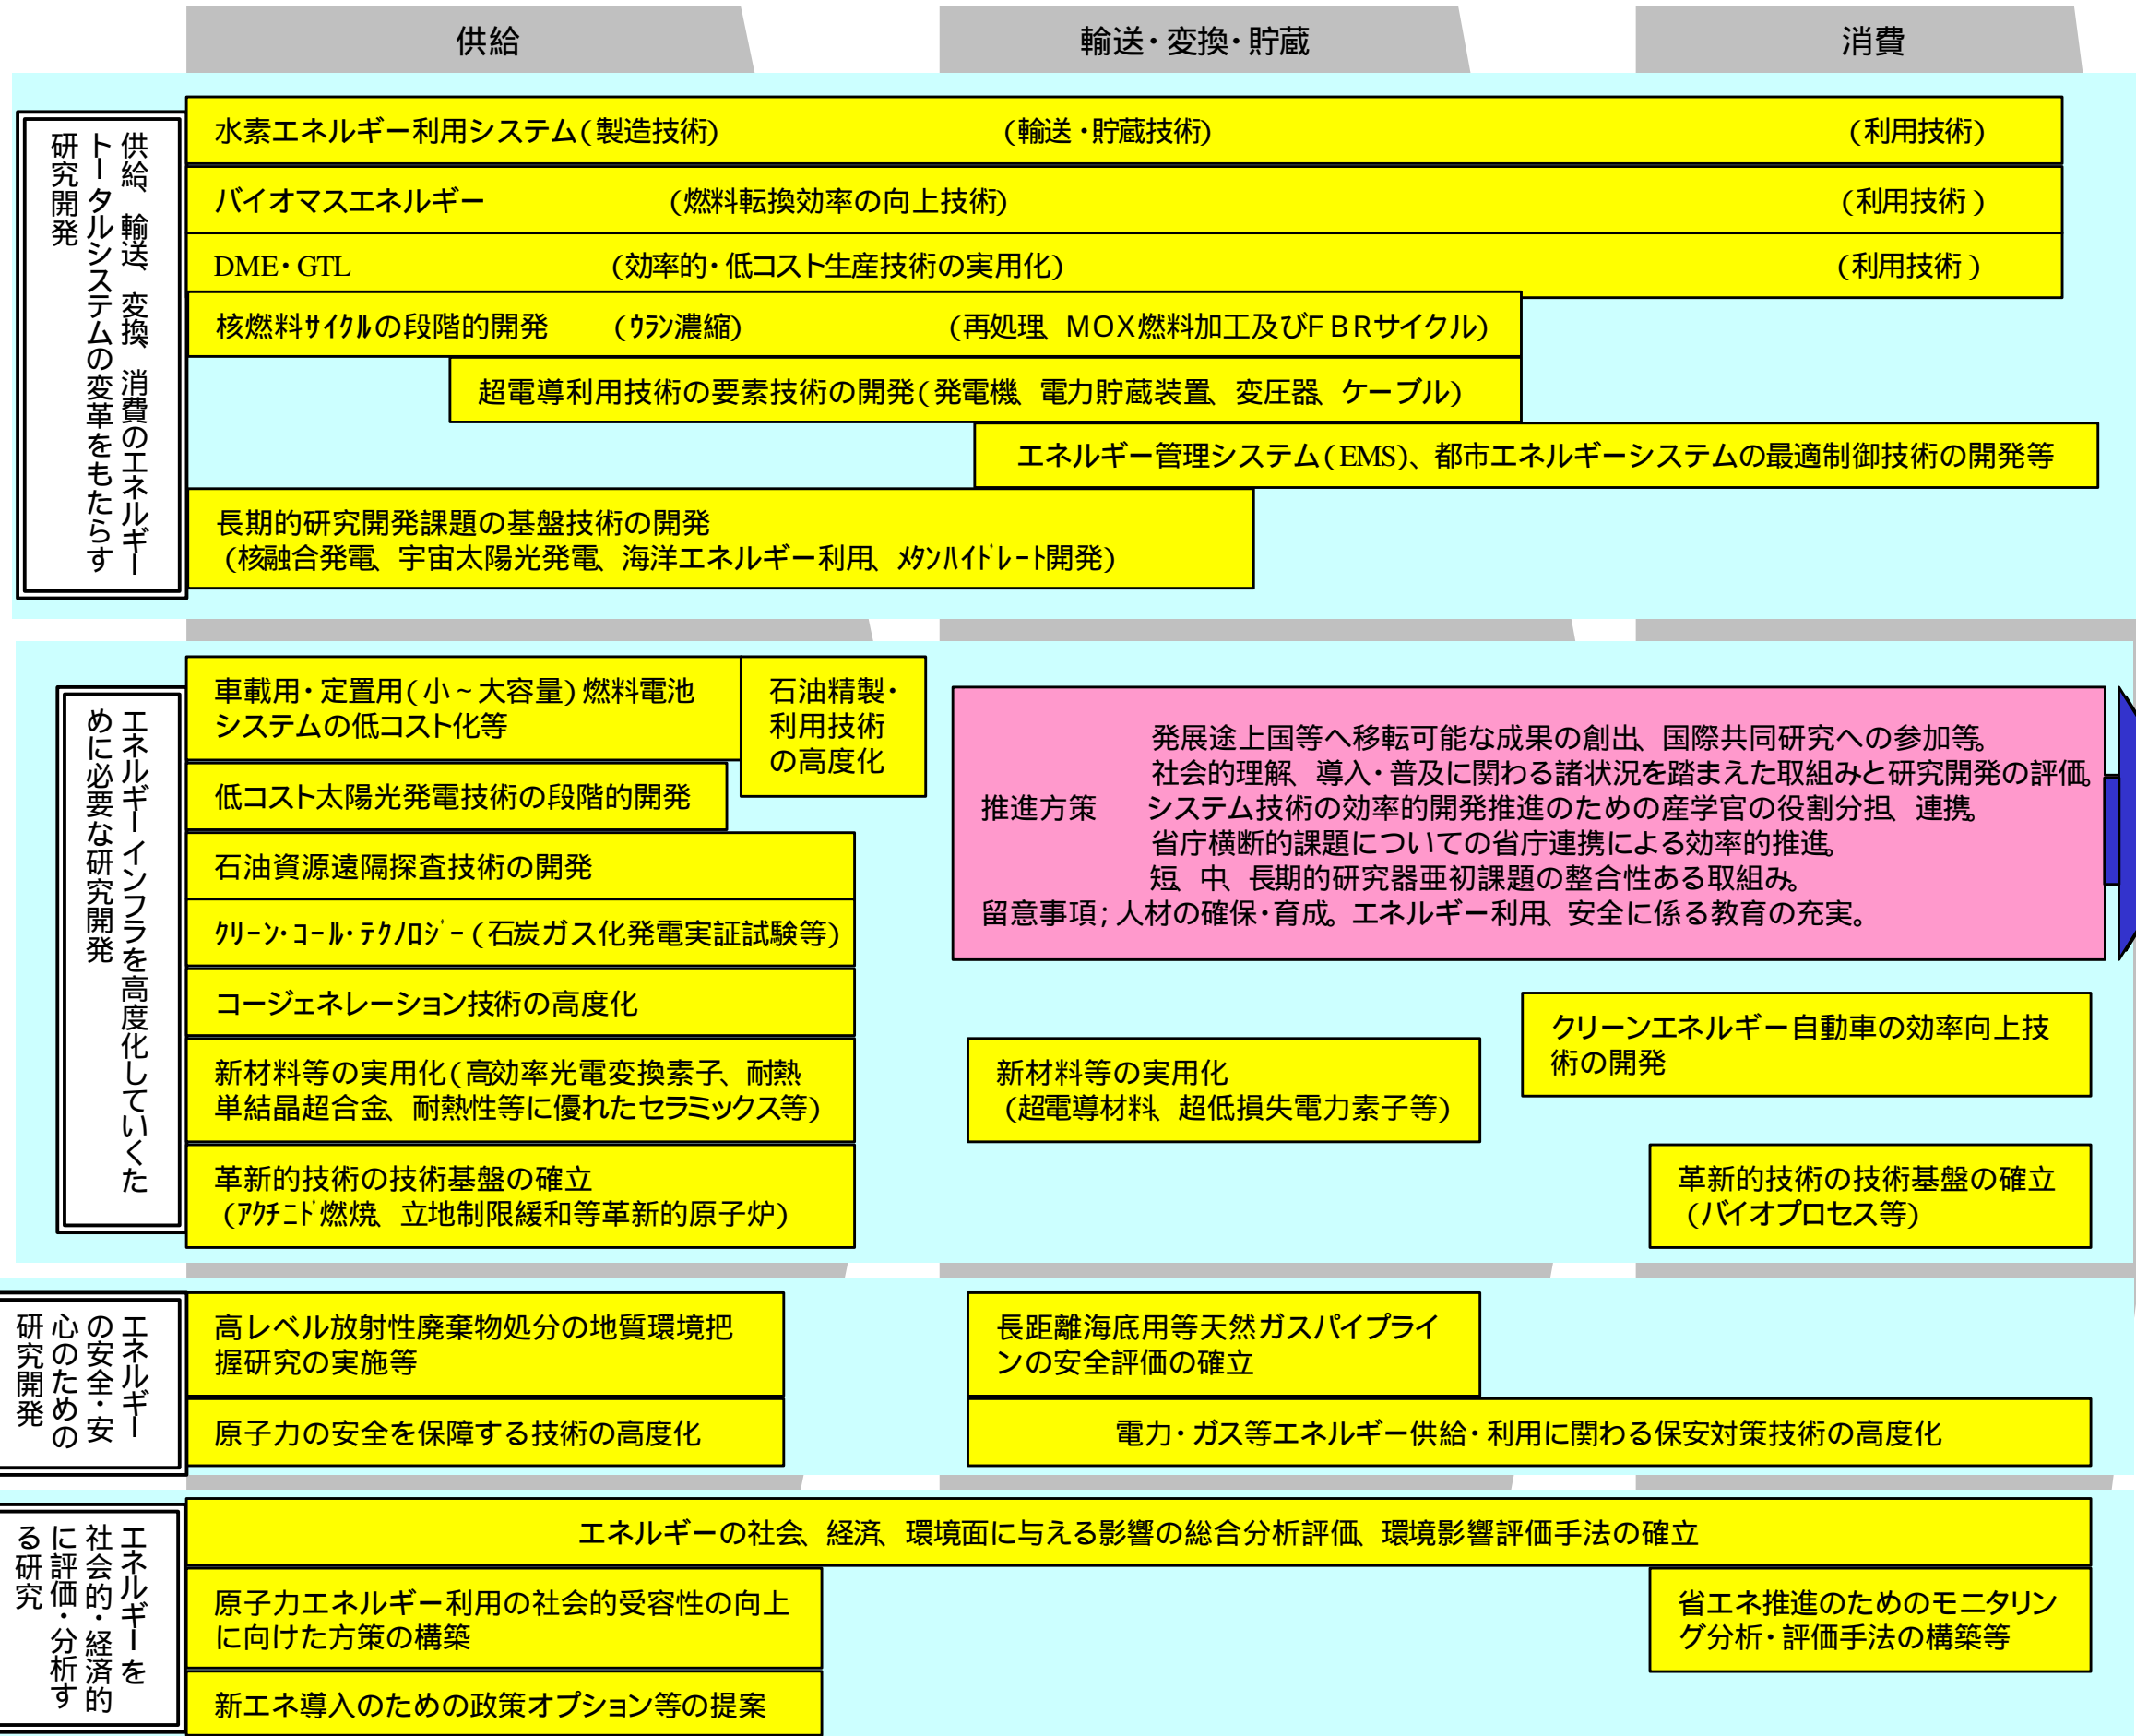 供給
輸送・変換・貯蔵
消費
供給、輸送、変換、消費のエネルギー
トータルシステムの変革をもたらす
研究開発
水素エネルギー利用システム(製造技術) (輸送・貯蔵技術) (利用技術)
バイオマスエネルギー (燃料転換効率の向上技術) (利用技術)
DME・GTL (効率的・低コスト生産技術の実用化) (利用技術)
核燃料ｻｲｸﾙの段階的開発 (ｳﾗﾝ濃縮) (再処理、MOX燃料加工及びFBRサイクル)
超電導利用技術の要素技術の開発(発電機、電力貯蔵装置、変圧器、ケーブル)
エネルギー管理システム(EMS)、都市エネルギーシステムの最適制御技術の開発等
長期的研究開発課題の基盤技術の開発
(核融合発電、宇宙太陽光発電、海洋エネルギー利用、ﾒﾀﾝﾊｲﾄﾞﾚｰﾄ開発)
エネルギーインフラを高度化していくた
めに必要な研究開発
車載用・定置用(小~大容量)燃料電池
システムの低コスト化等
石油精製・
利用技術
の高度化
低コスト太陽光発電技術の段階的開発
石油資源遠隔探査技術の開発
ｸﾘｰﾝ・ｺｰﾙ・ﾃｸﾉﾛｼﾞｰ(石炭ガス化発電実証試験等)
コージェネレーション技術の高度化
新材料等の実用化(高効率光電変換素子、耐熱
単結晶超合金、耐熱性等に優れたセラミックス等)
革新的技術の技術基盤の確立
(ｱｸﾁﾆﾄﾞ燃焼、立地制限緩和等革新的原子炉)
発展途上国等へ移転可能な成果の創出、国際共同研究への参加等。
社会的理解、導入・普及に関わる諸状況を踏まえた取組みと研究開発の評価。
推進方策 システム技術の効率的開発推進のための産学官の役割分担、連携。
省庁横断的課題についての省庁連携による効率的推進。
短、中、長期的研究器亜初課題の整合性ある取組み。
留意事項;人材の確保・育成。エネルギー利用、安全に係る教育の充実。
新材料等の実用化
(超電導材料、超低損失電力素子等)
クリーンエネルギー自動車の効率向上技
術の開発
革新的技術の技術基盤の確立
(バイオプロセス等)
エネルギー
の安全・安
心のための
研究開発
高レベル放射性廃棄物処分の地質環境把
握研究の実施等
長距離海底用等天然ガスパイプライ
ンの安全評価の確立
原子力の安全を保障する技術の高度化
電力・ガス等エネルギー供給・利用に関わる保安対策技術の高度化
エネルギーを
社会的・経済的
に評価・分析す
る研究
エネルギーの社会、経済、環境面に与える影響の総合分析評価、環境影響評価手法の確立
原子力エネルギー利用の社会的受容性の向上
に向けた方策の構築
省エネ推進のためのモニタリン
グ分析・評価手法の構築等
新エネ導入のための政策オプション等の提案